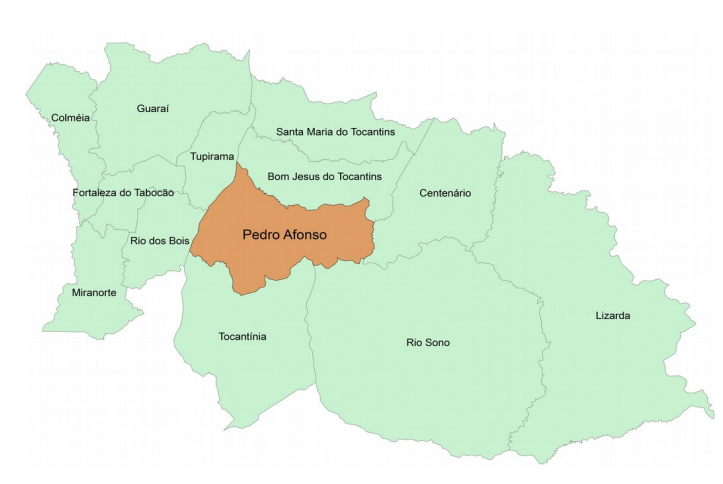 Guaraí
Colméia
Santa Maria do Tocantins
Tupirama
Bom Jesus do Tocantins
Fortaleza do Tabocão
Centenário
Pedro Afonso
Rio dos Bois
Miranorte
Lizarda
Tocantínia
Rio Sono